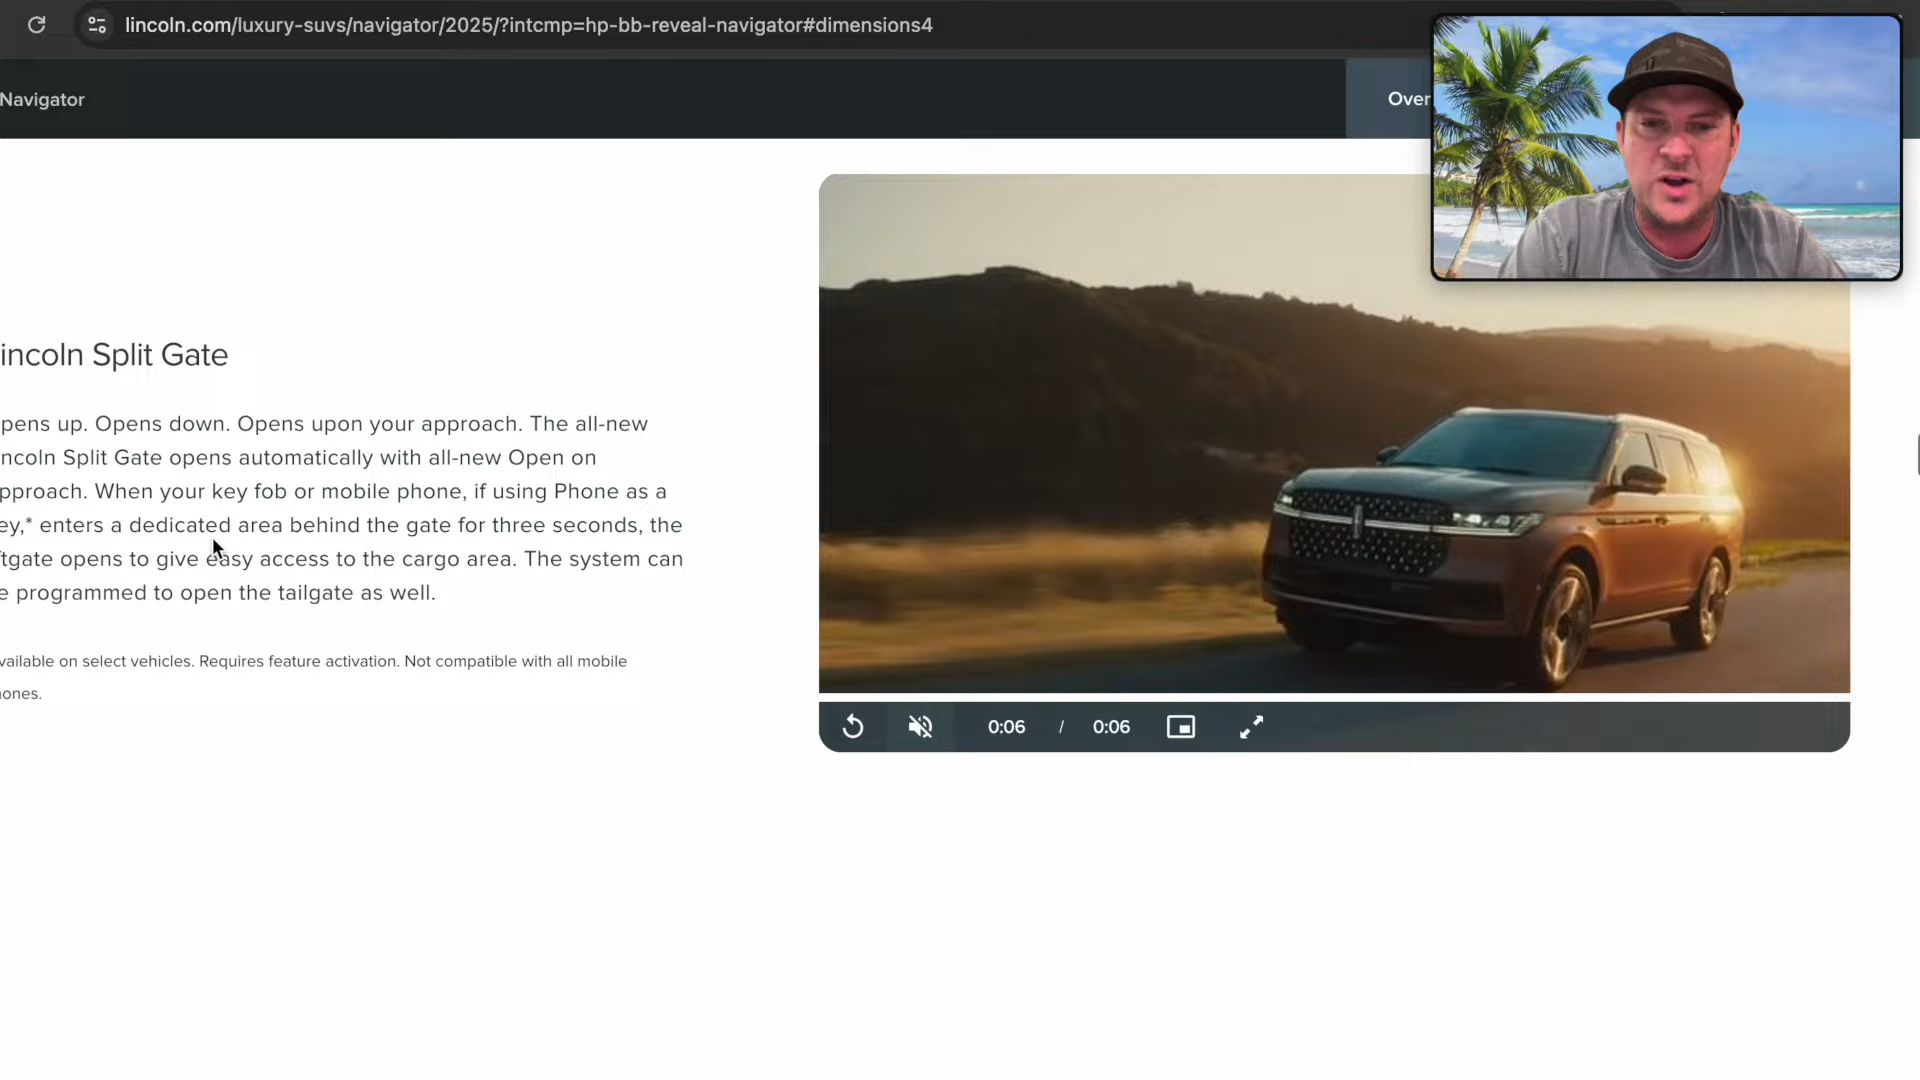 lincoln.com/luxury-suvs/navigator/2025/?intcmp=hp-bb-reveal-navigator#dimensions4
Navigator
Over
incoln Split Gate
pens up. Opens down. Opens upon your approach. The all-new
ncoln Split Gate opens automatically with all-new Open on
pproach. When your key fob or mobile phone, if using Phone as a
ey,* enters a dedicated area behind the gate for three seconds, the
ftgate opens to give easy access to the cargo area. The system can
e programmed to open the tailgate as well.
vailable on select vehicles. Requires feature activation. Not compatible with all mobile
ones.
0:06 / 0:06